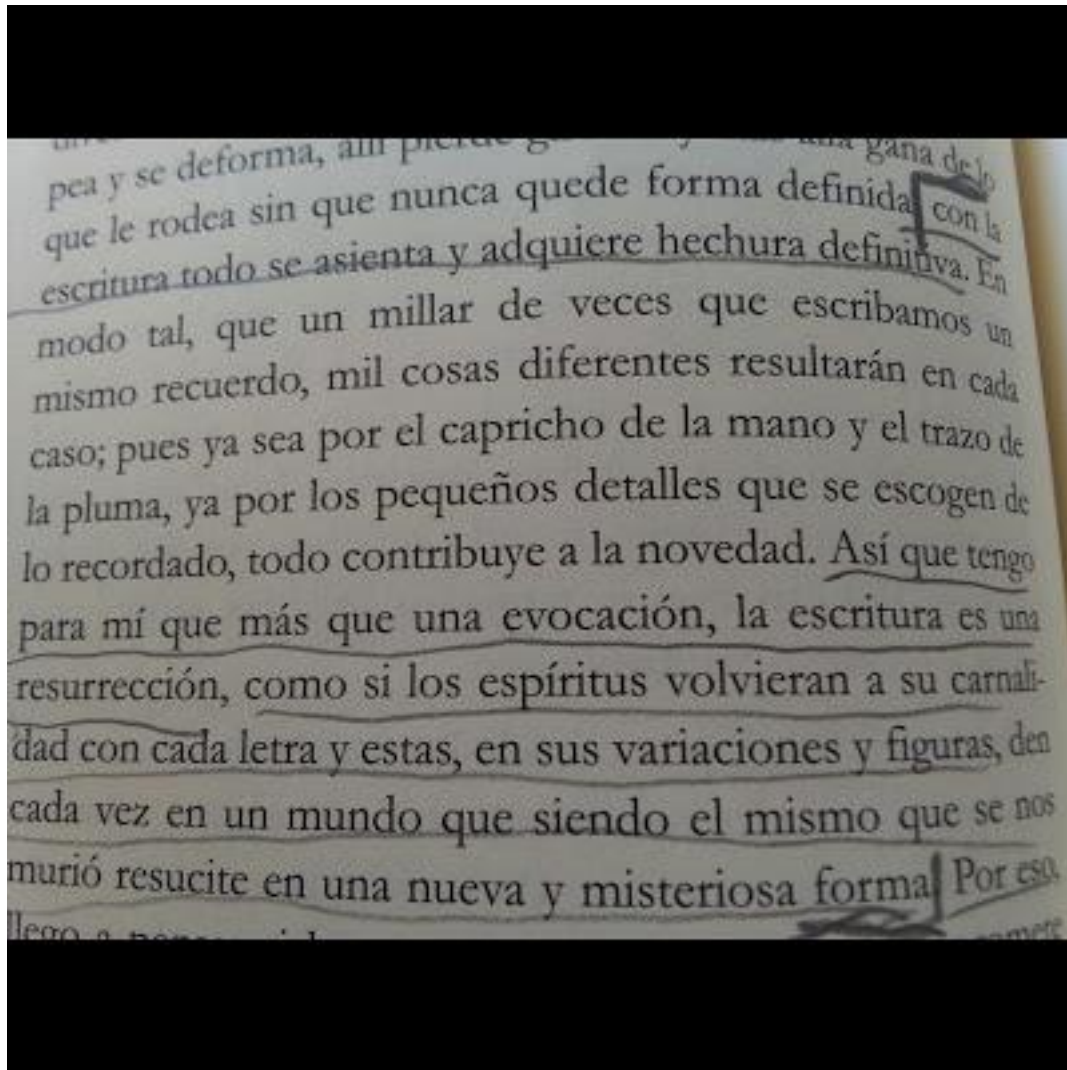 pea y se deforma, allí pierde gana de lo
que le rodea sin que nunca quede forma definida con la
escritura todo se asienta y adquiere hechura definitiva. En
modo tal, que un millar de veces que escribamos un
mismo recuerdo, mil cosas diferentes resultarán en cada
caso; pues ya sea por el capricho de la mano y el trazo de
la pluma, ya por los pequeños detalles que se escogen de
lo recordado, todo contribuye a la novedad. Así que tengo
para mí que más que una evocación, la escritura es una
resurrección, como si los espíritus volvieran a su carnali-
dad con cada letra y estas, en sus variaciones y figuras, den
cada vez en un mundo que siendo el mismo que se nos
murió resucite en una nueva y misteriosa forma. Por eso,
llego a